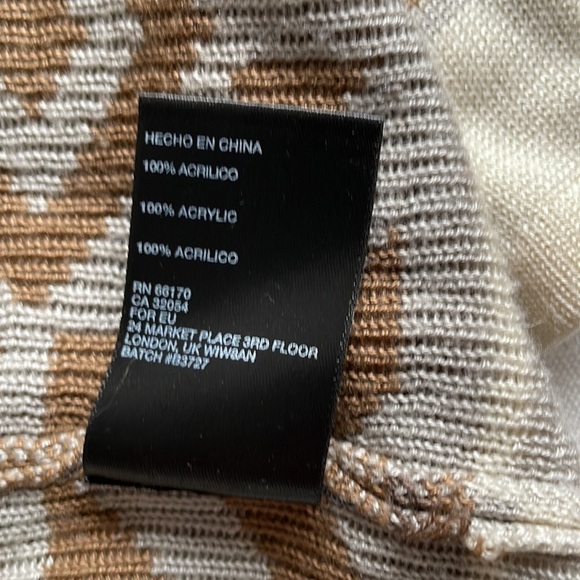 HECHO EN CHINA
100% ACRILICO
100% ACRYLIC
100% ACRILICO
RN 66170
CA 32054
FOR EU
24 MARKET PLACE 3RD FLOOR
LONDON, UK WIW8AN
BATCH #B3727